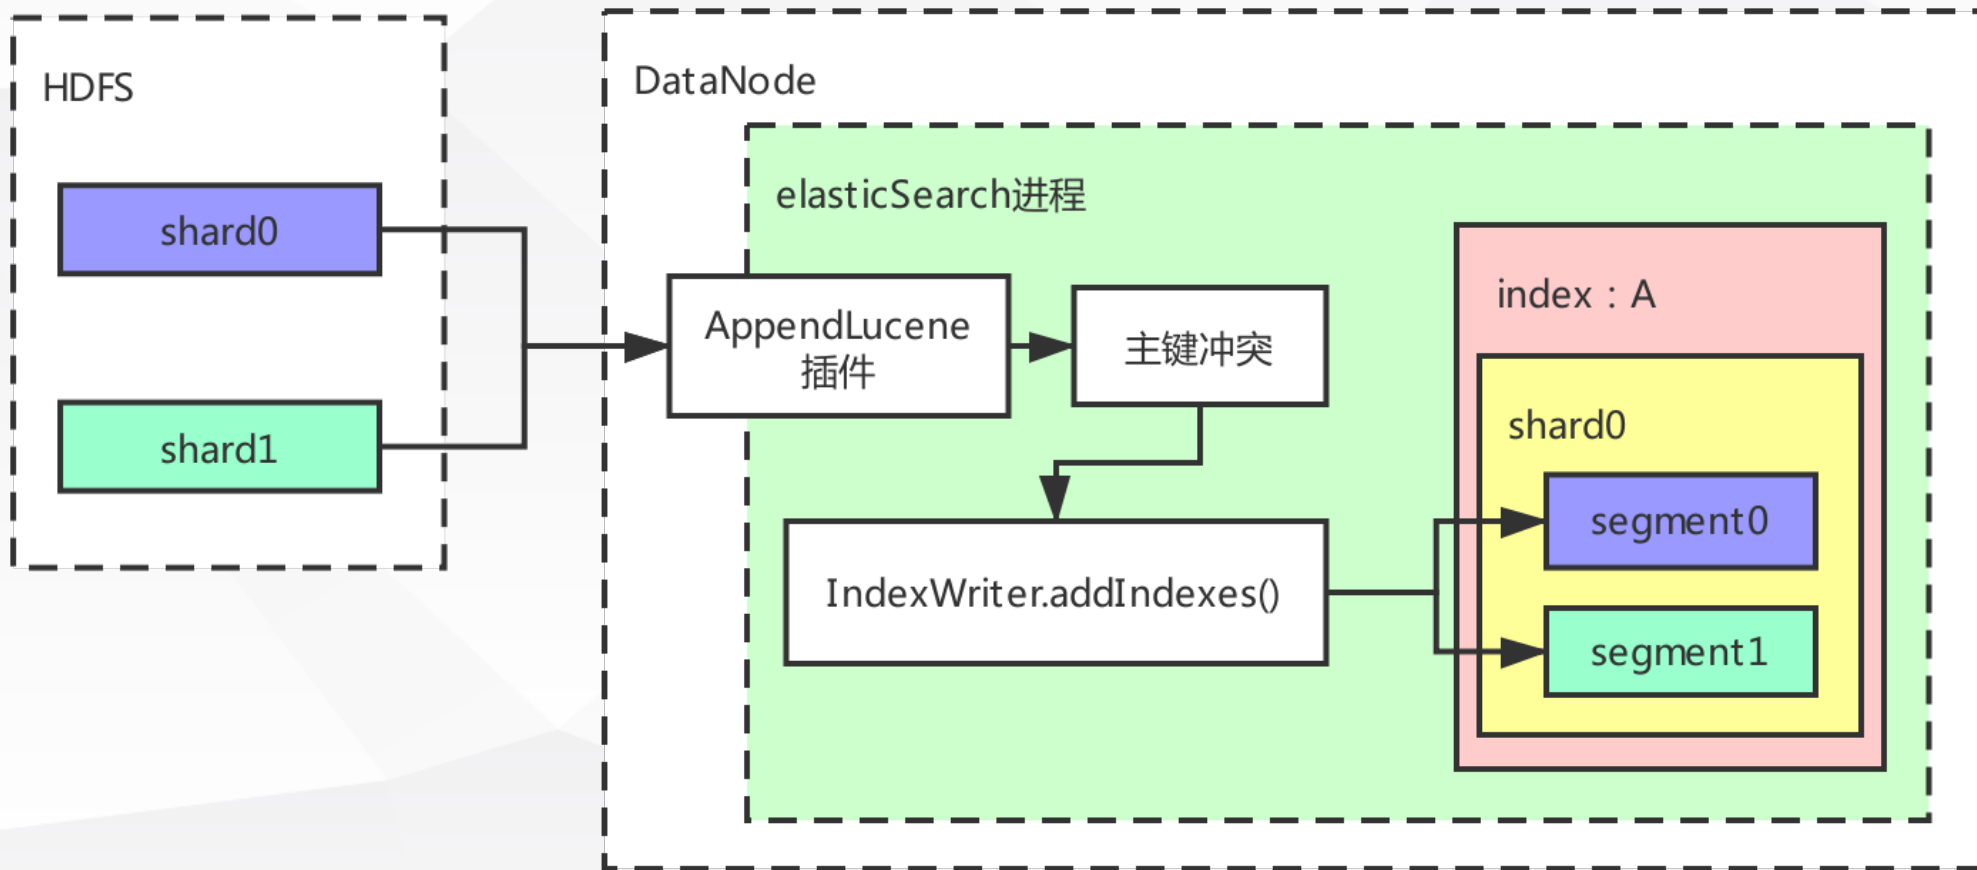 HDFS
shard0
shard1
DataNode
elasticSearch进程
AppendLucene
插件
主键冲突
IndexWriter.addIndexes()
index：A
shard0
segment0
segment1